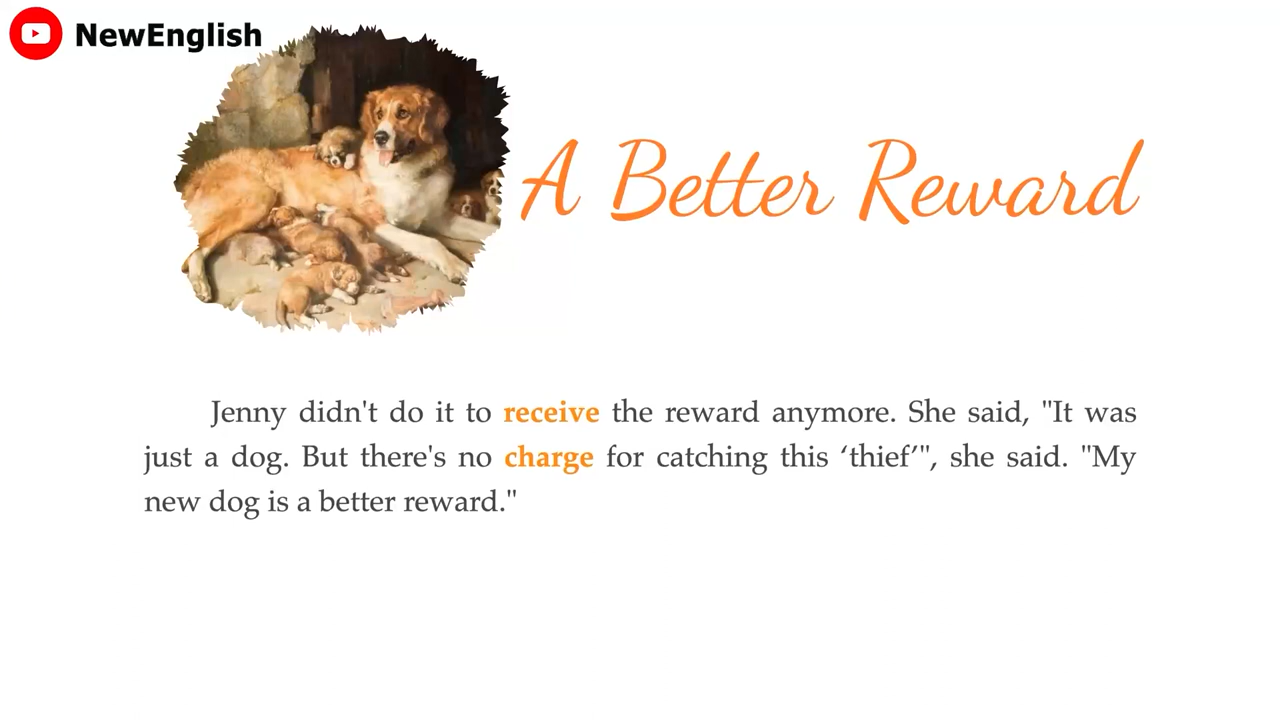 NewEnglish
A Better Reward
Jenny didn't do it to receive the reward anymore. She said, "It was
just a dog. But there's no charge for catching this ‘thief’", she said. "My
new dog is a better reward."